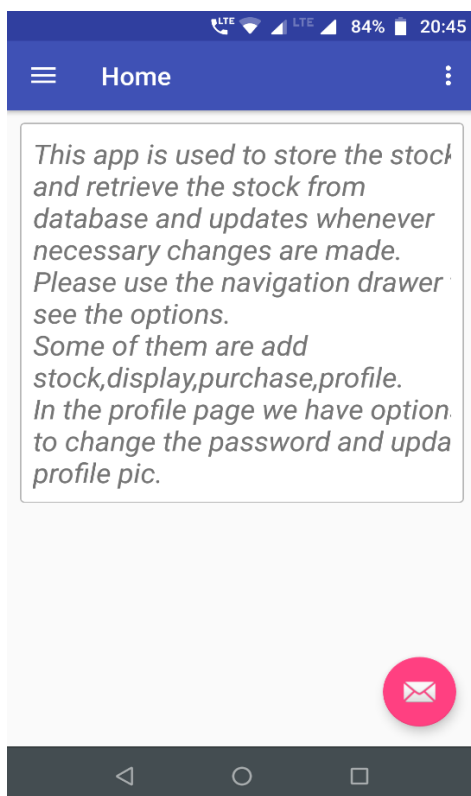 LTE LTE 84% 20:45
Home
This app is used to store the stock
and retrieve the stock from
database and updates whenever
necessary changes are made.
Please use the navigation drawer
see the options.
Some of them are add
stock,display,purchase,profile.
In the profile page we have option
to change the password and upda
profile pic.